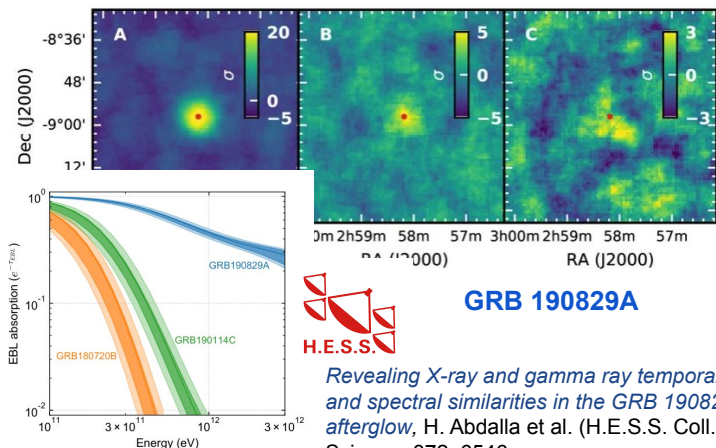 A
B
C
20
0
−5
σ
5
0
−5
σ
3
0
−3
σ
Dec (J2000)
-8°36'
48'
-9°00'
12'
0m 2h59m 58m 57m
3h00m 2h59m 58m 57m
RA (J2000)
RA (J2000)
EBL absorption (e^−τEBL)
10^0
10^−1
10^−2
GRB190829A
GRB190114C
GRB180720B
10^11 3 × 10^11 10^12 3 × 10^12
Energy (eV)
H.E.S.S.
GRB 190829A
Revealing X-ray and gamma ray temporal
and spectral similarities in the GRB 19082
afterglow, H. Abdalla et al. (H.E.S.S. Coll.